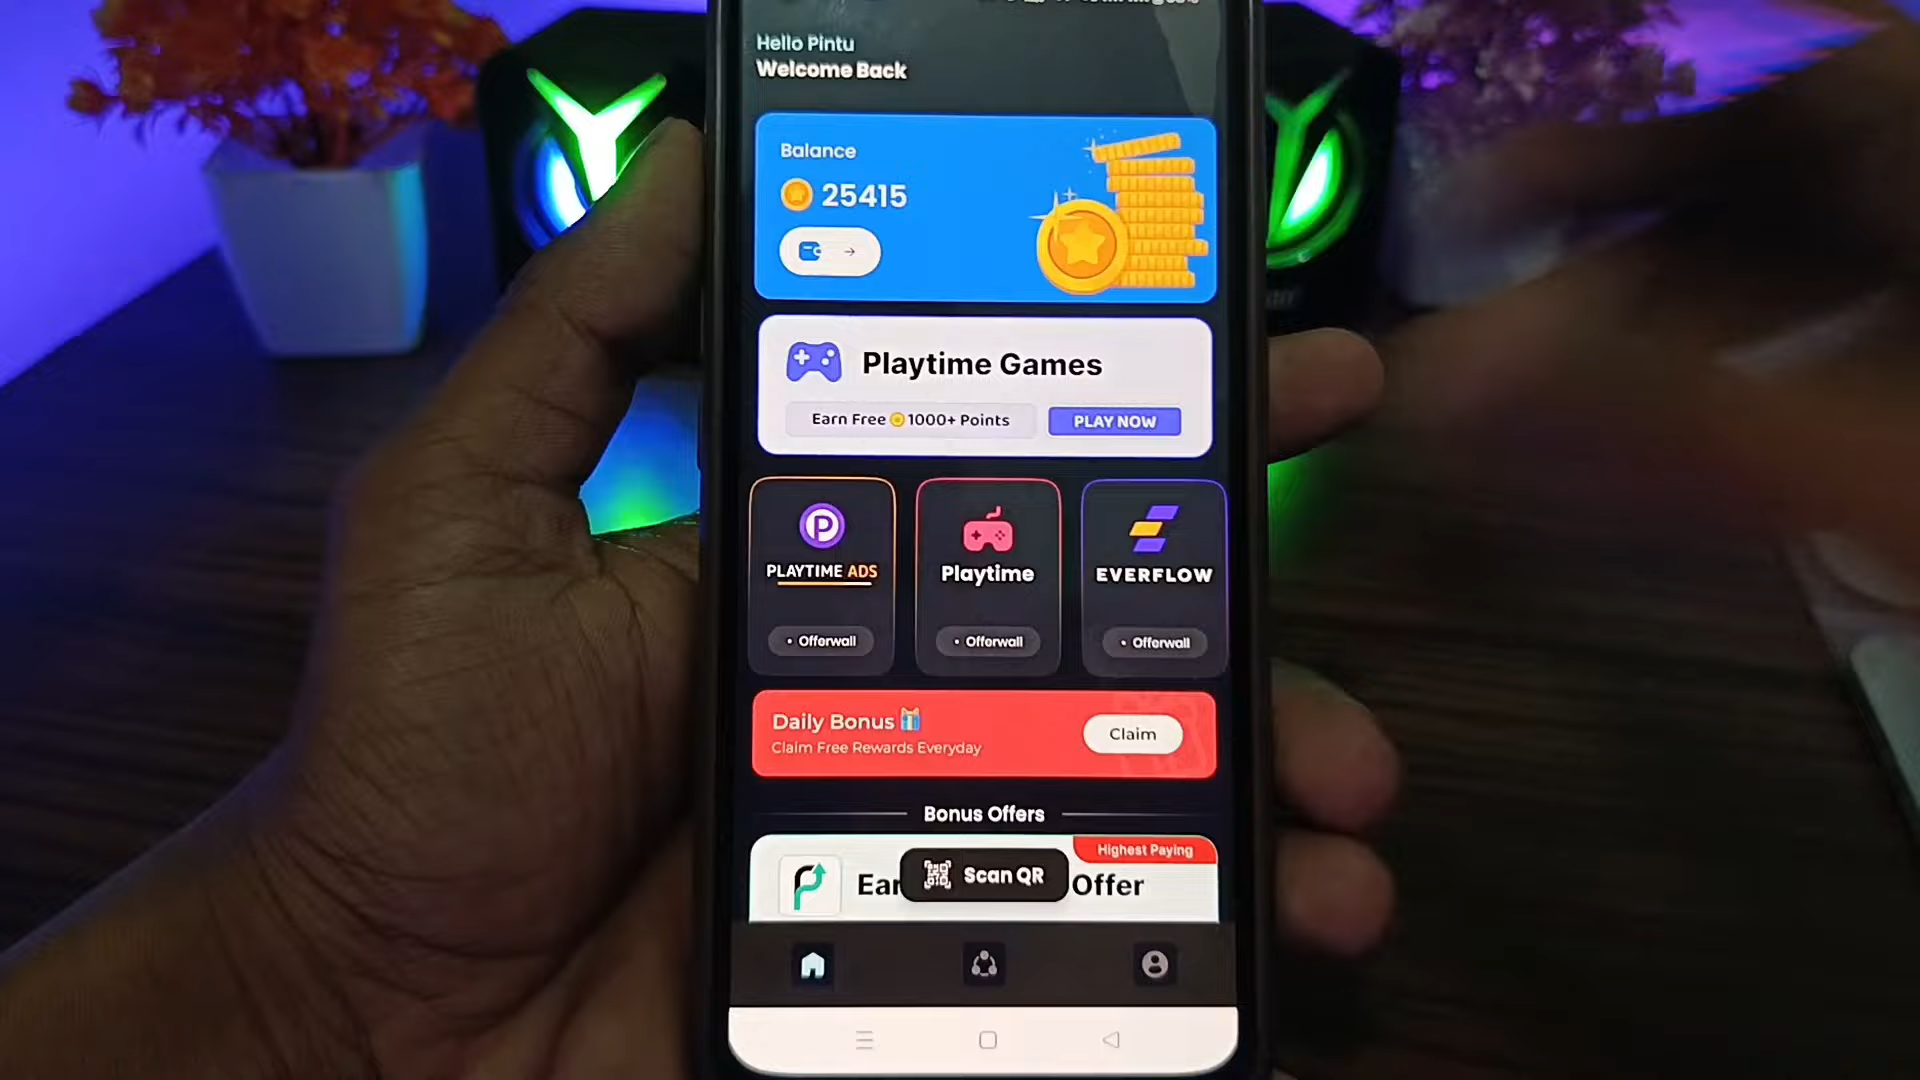 Hello Pintu
Welcome Back
Balance
25415
Playtime Games
Earn Free 1000+ Points
PLAY NOW
PLAYTIME ADS
Playtime
EVERFLOW
• Offerwall
• Offerwall
• Offerwall
Daily Bonus
Claim Free Rewards Everyday
Claim
Bonus Offers
Highest Paying
Scan QR
Offer